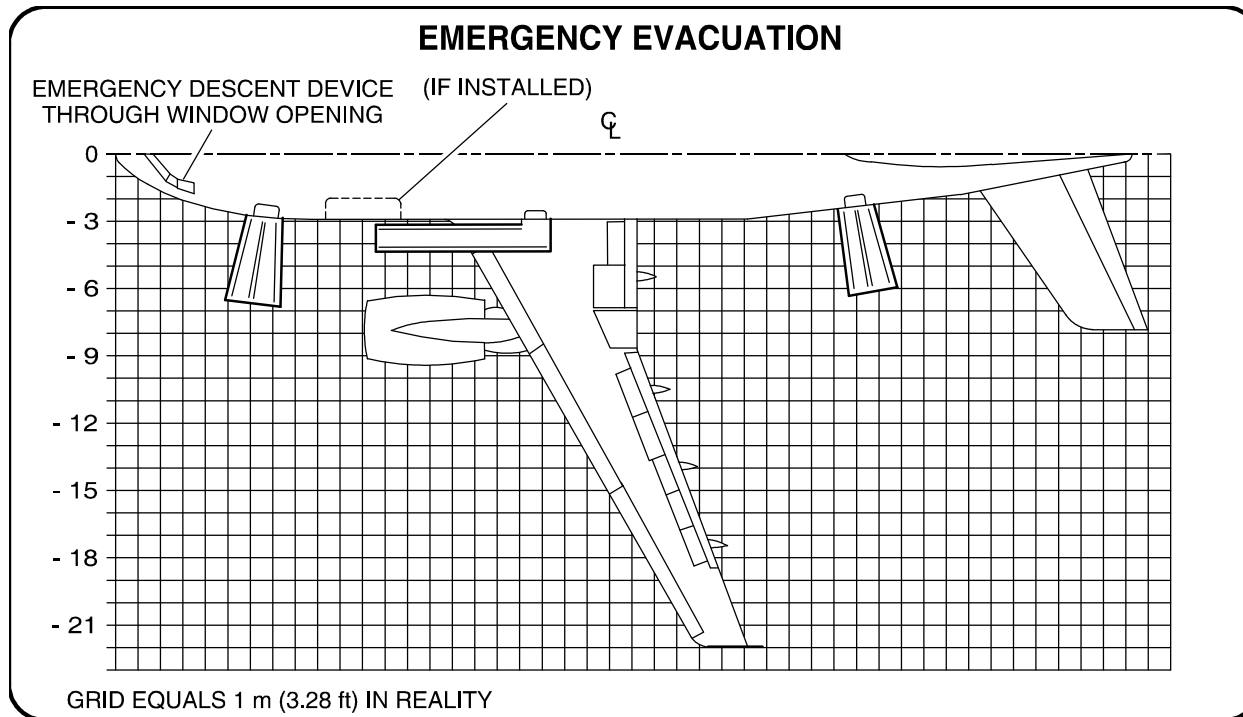 EMERGENCY EVACUATION
EMERGENCY DESCENT DEVICE
THROUGH WINDOW OPENING
(IF INSTALLED)
℄
0
- 3
- 6
- 9
- 12
- 15
- 18
- 21
GRID EQUALS 1 m (3.28 ft) IN REALITY